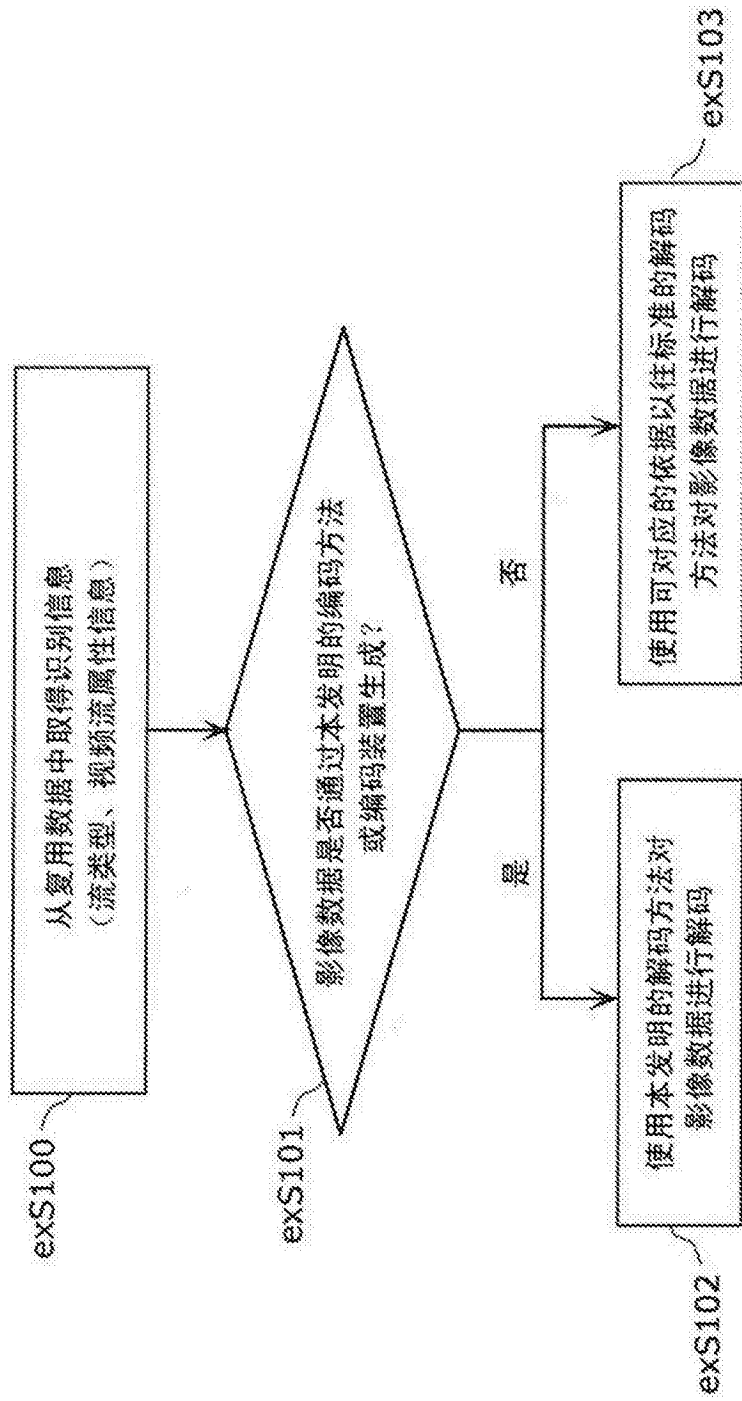 exS100
从复用数据中取得识别信息
（流类型、视频流属性信息）
exS101
影像数据是否通过本发明的编码方法
或编码装置生成？
是
否
exS102
使用本发明的解码方法对
影像数据进行解码
使用可对应的依据以往标准的解码
方法对影像数据进行解码
exS103